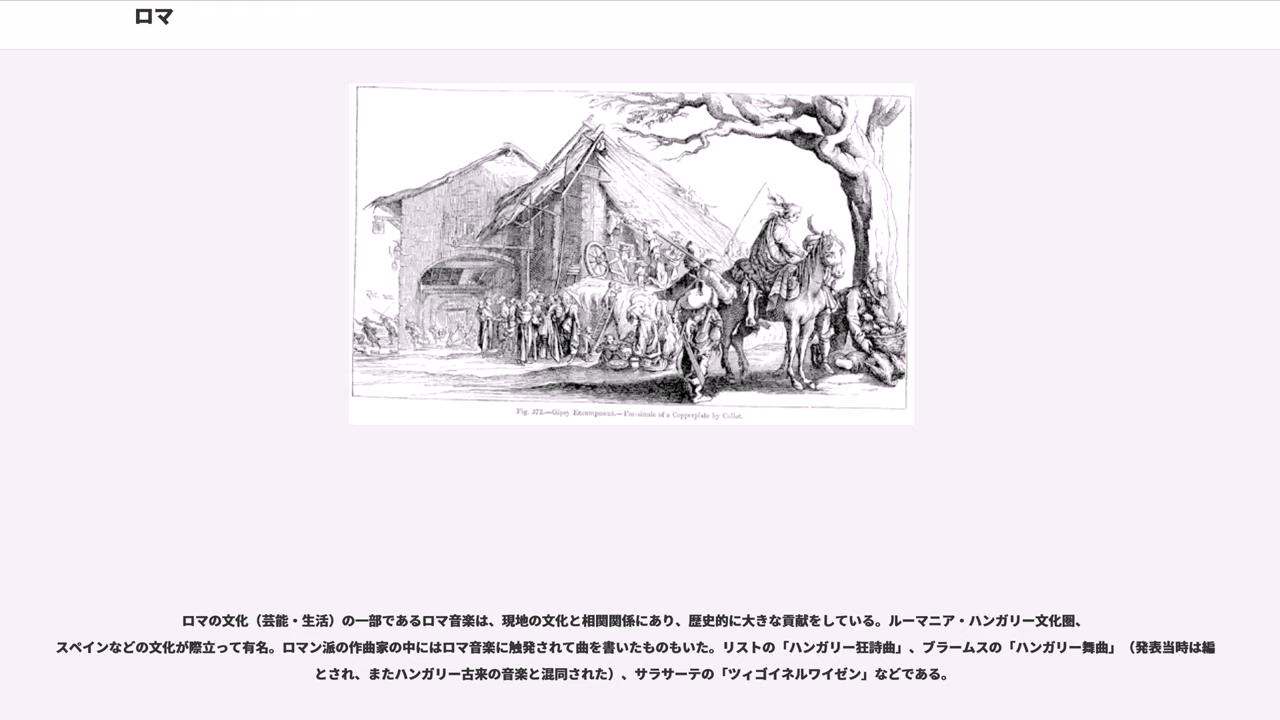 ロマ
Fig. 372.—Gipsy Encampment.—Fac-simile of a Copperplate by Callot.
ロマの文化（芸能・生活）の一部であるロマ音楽は、現地の文化と相関関係にあり、歴史的に大きな貢献をしている。ルーマニア・ハンガリー文化圏、
スペインなどの文化が際立って有名。ロマン派の作曲家の中にはロマ音楽に触発されて曲を書いたものもいた。リストの「ハンガリー狂詩曲」、ブラームスの「ハンガリー舞曲」（発表当時は編
とされ、またハンガリー古来の音楽と混同された）、サラサーテの「ツィゴイネルワイゼン」などである。